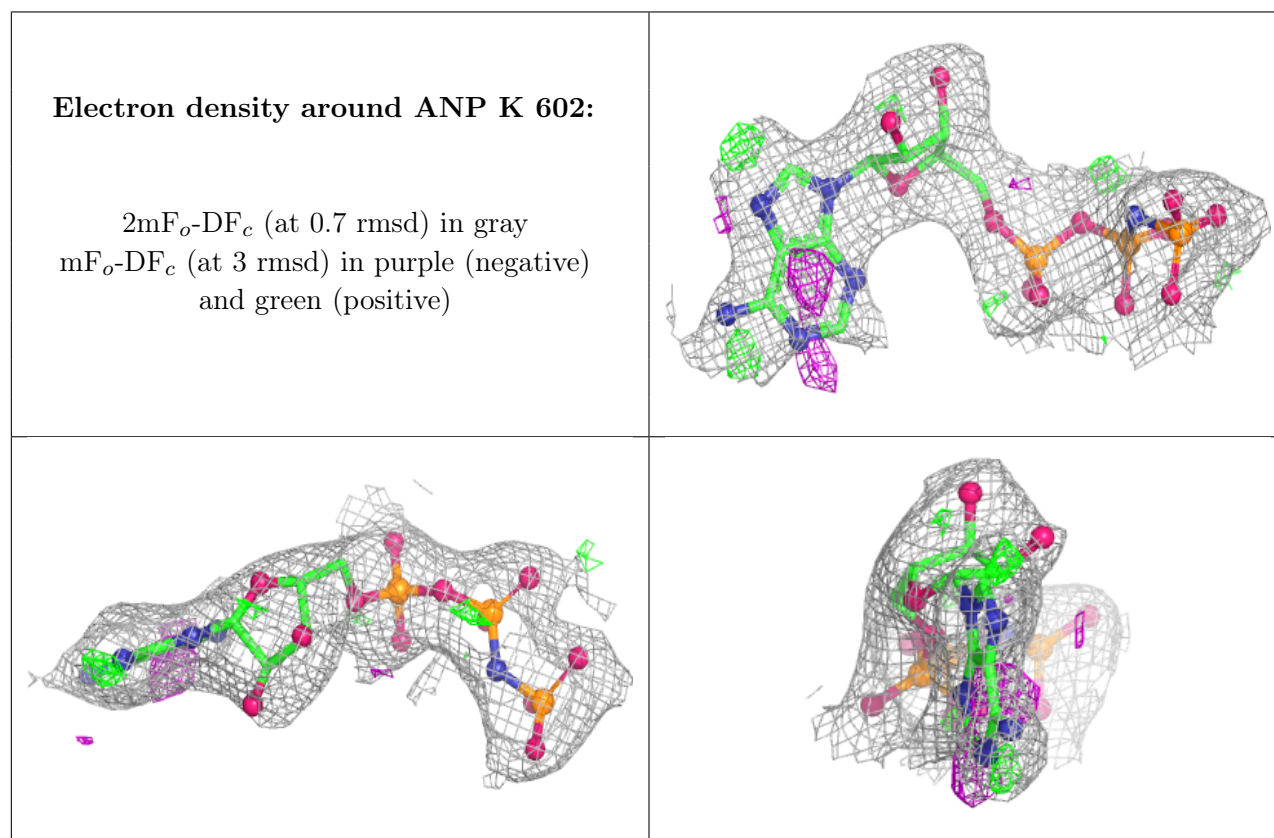 Electron density around ANP K 602:
2mFo-DFc (at 0.7 rmsd) in gray
mFo-DFc (at 3 rmsd) in purple (negative)
and green (positive)